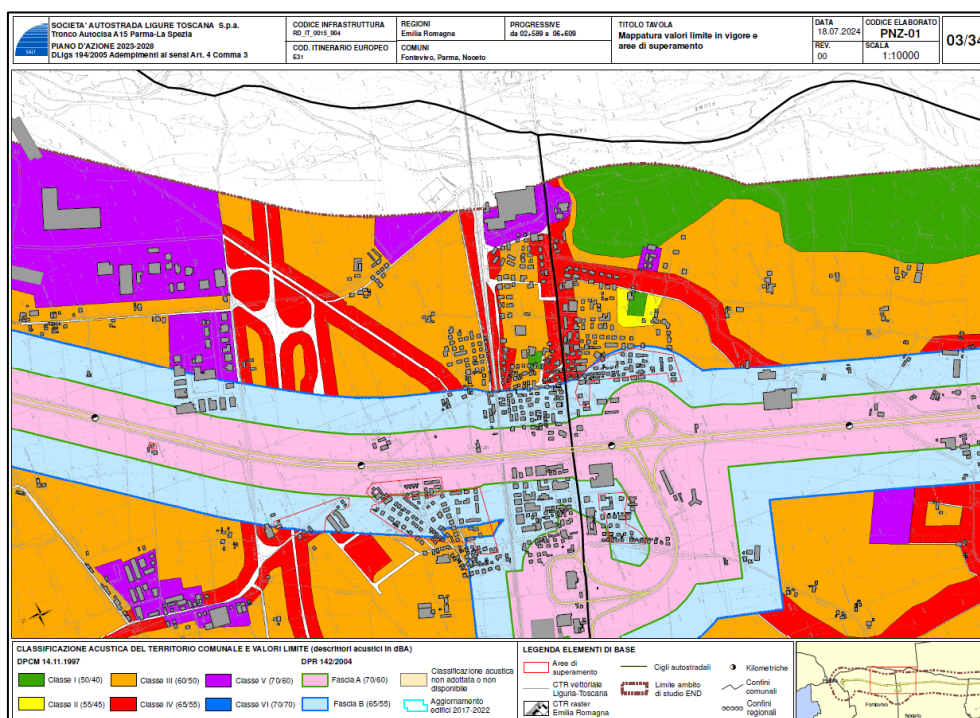 SOCIETA' AUTOSTRADA LIGURE TOSCANA S.p.a.
Tronco Autocisa A15 Parma-La Spezia
PIANO D'AZIONE 2023-2028
DLlgs 194/2005 Adempimenti ai sensi Art. 4 Comma 3
SALT
CODICE INFRASTRUTTURA
RD_IT_0015_004
COD. ITINERARIO EUROPEO
E31
REGIONI
Emilia Romagna
COMUNI
Fontevivo, Parma, Noceto
PROGRESSIVE
da 02+589 a 06+609
TITOLO TAVOLA
Mappatura valori limite in vigore e
aree di superamento
DATA
18.07.2024
REV.
00
CODICE ELABORATO
PNZ-01
SCALA
1:10000
03/34
FIUME
TARO
CLASSIFICAZIONE ACUSTICA DEL TERRITORIO COMUNALE E VALORI LIMITE (descrittori acustici in dBA)
DPCM 14.11.1997
DPR 142/2004
Classe I (50/40)
Classe III (60/50)
Classe V (70/60)
Fascia A (70/60)
Classificazione acustica
non adottata o non
disponibile
Classe II (55/45)
Classe IV (65/55)
Classe VI (70/70)
Fascia B (65/55)
Aggiornamento
edifici 2017-2022
LEGENDA ELEMENTI DI BASE
Aree di
superamento
CTR vettoriale
Liguria-Toscana
CTR raster
Emilia Romagna
Cigli autostradali
Limite ambito
di studio END
Kilometriche
Confini
comunali
Confini
regionali
Fontevivo
Noceto